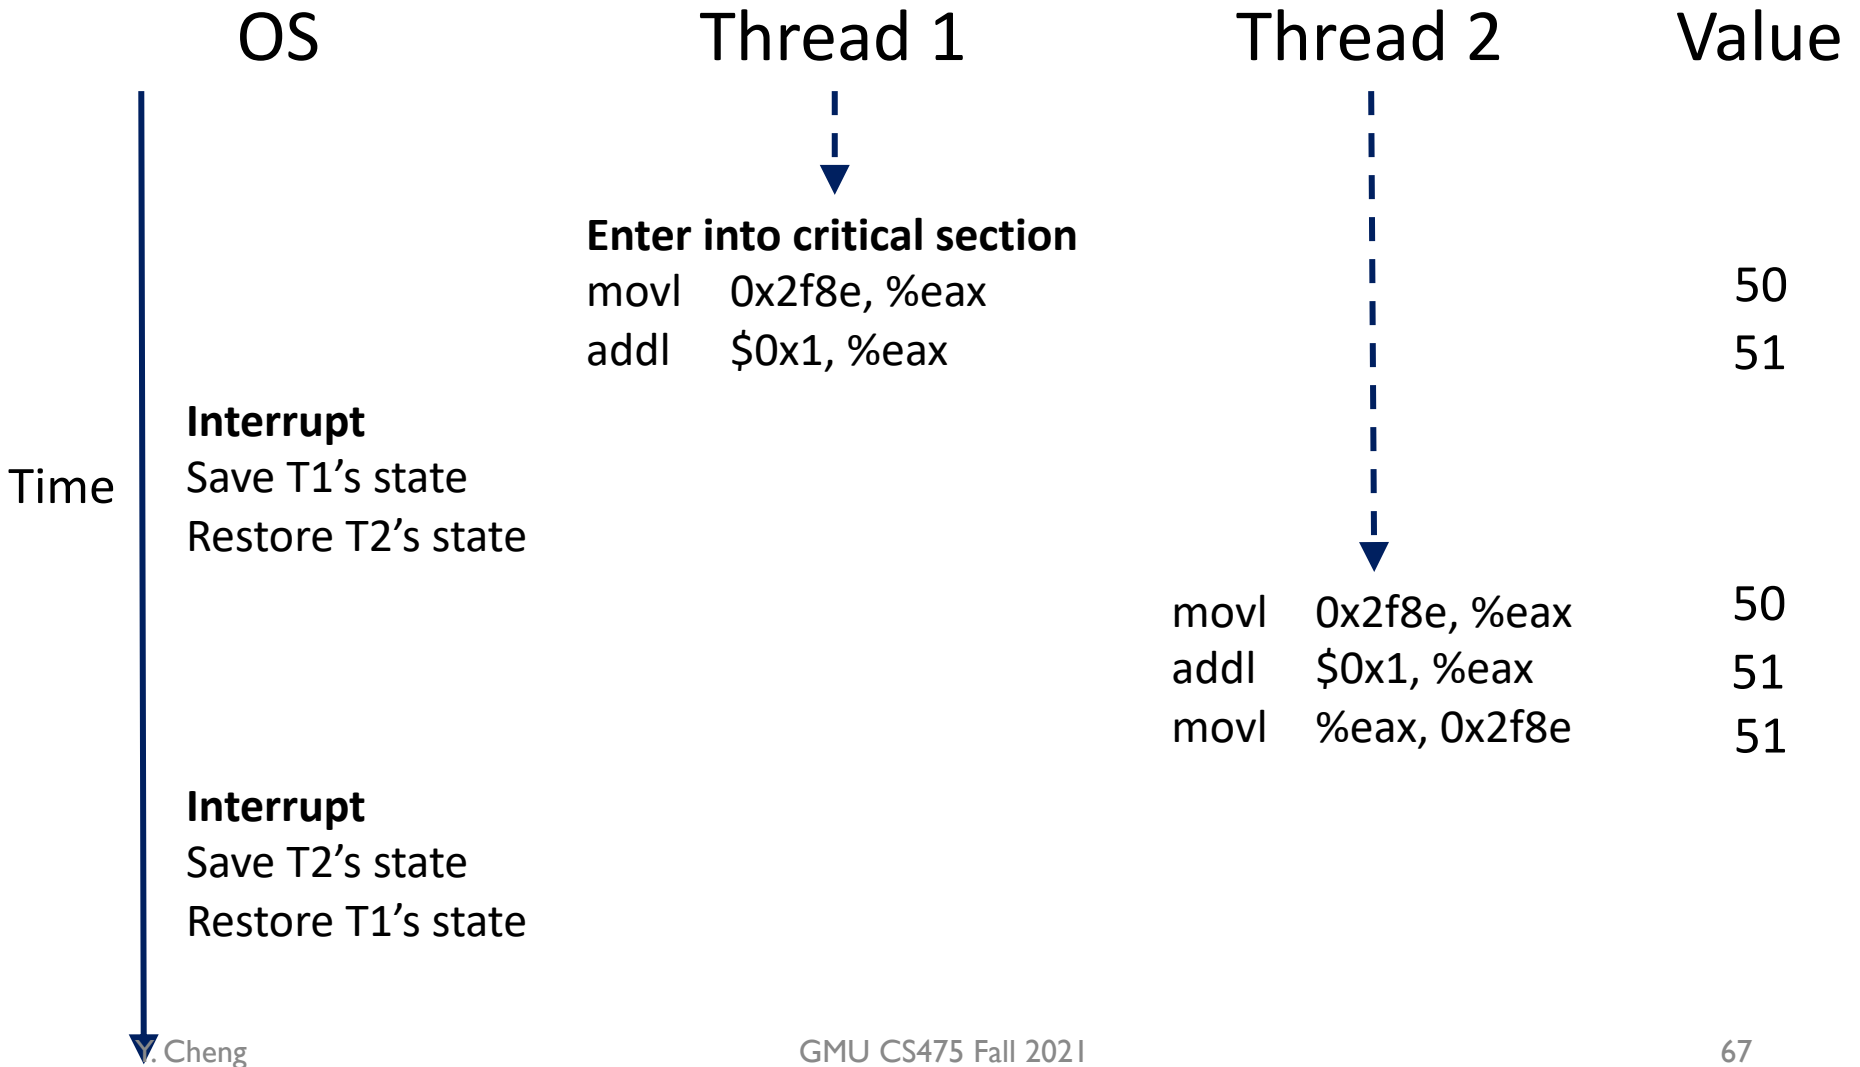 OS Thread 1 Thread 2 Value
Enter into critical section
movl 0x2f8e, %eax 50
addl $0x1, %eax 51
Interrupt
Time Save T1’s state
Restore T2’s state
movl 0x2f8e, %eax 50
addl $0x1, %eax 51
movl %eax, 0x2f8e 51
Interrupt
Save T2’s state
Restore T1’s state
Y. Cheng GMU CS475 Fall 2021 67